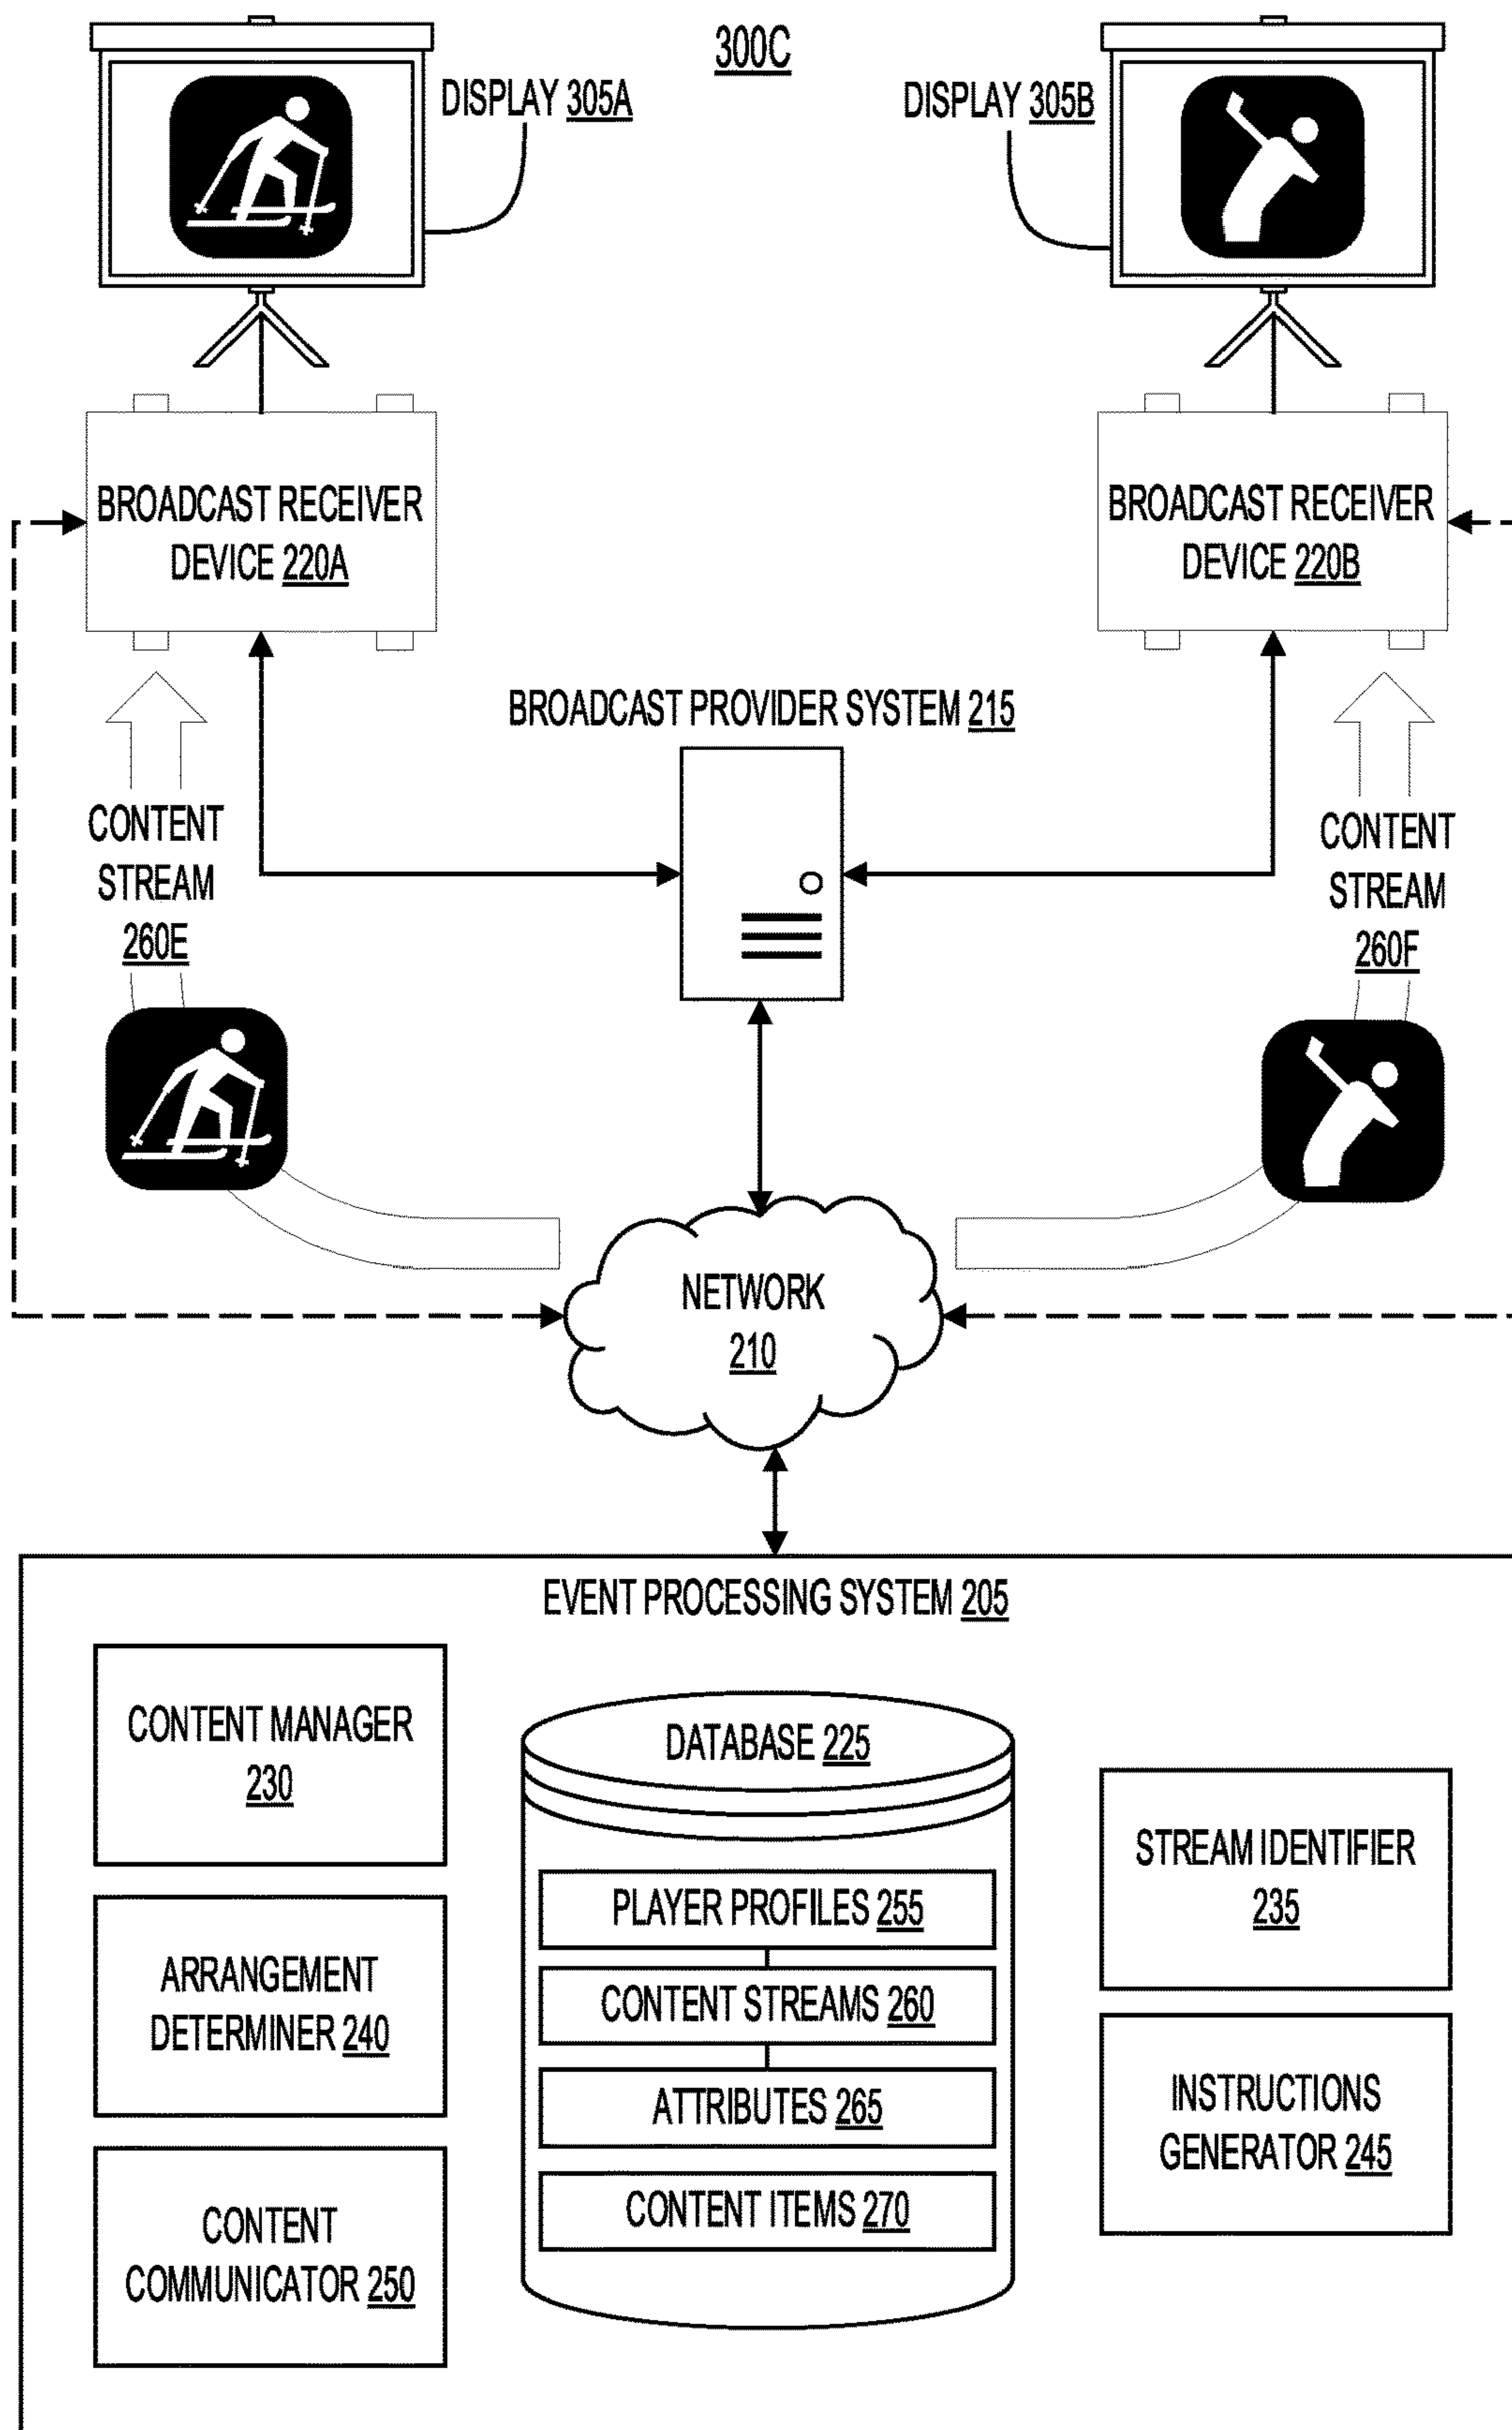 300C
DISPLAY 305A
DISPLAY 305B
BROADCAST RECEIVER
DEVICE 220A
BROADCAST RECEIVER
DEVICE 220B
BROADCAST PROVIDER SYSTEM 215
CONTENT
STREAM
260E
CONTENT
STREAM
260F
NETWORK
210
EVENT PROCESSING SYSTEM 205
CONTENT MANAGER
230
DATABASE 225
STREAM IDENTIFIER
235
PLAYER PROFILES 255
ARRANGEMENT
DETERMINER 240
CONTENT STREAMS 260
ATTRIBUTES 265
INSTRUCTIONS
GENERATOR 245
CONTENT ITEMS 270
CONTENT
COMMUNICATOR 250